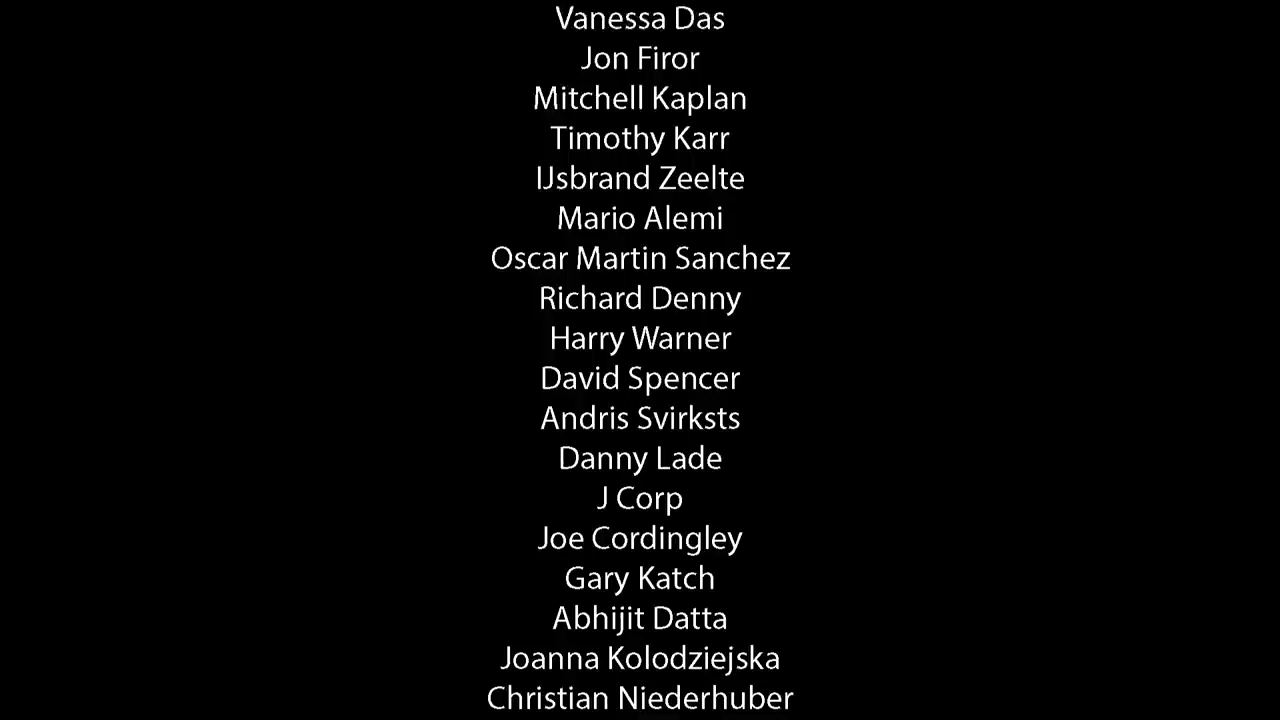 Vanessa Das
Jon Firor
Mitchell Kaplan
Timothy Karr
IJsbrand Zeelte
Mario Alemi
Oscar Martin Sanchez
Richard Denny
Harry Warner
David Spencer
Andris Svirksts
Danny Lade
J Corp
Joe Cordingley
Gary Katch
Abhijit Datta
Joanna Kolodziejska
Christian Niederhuber